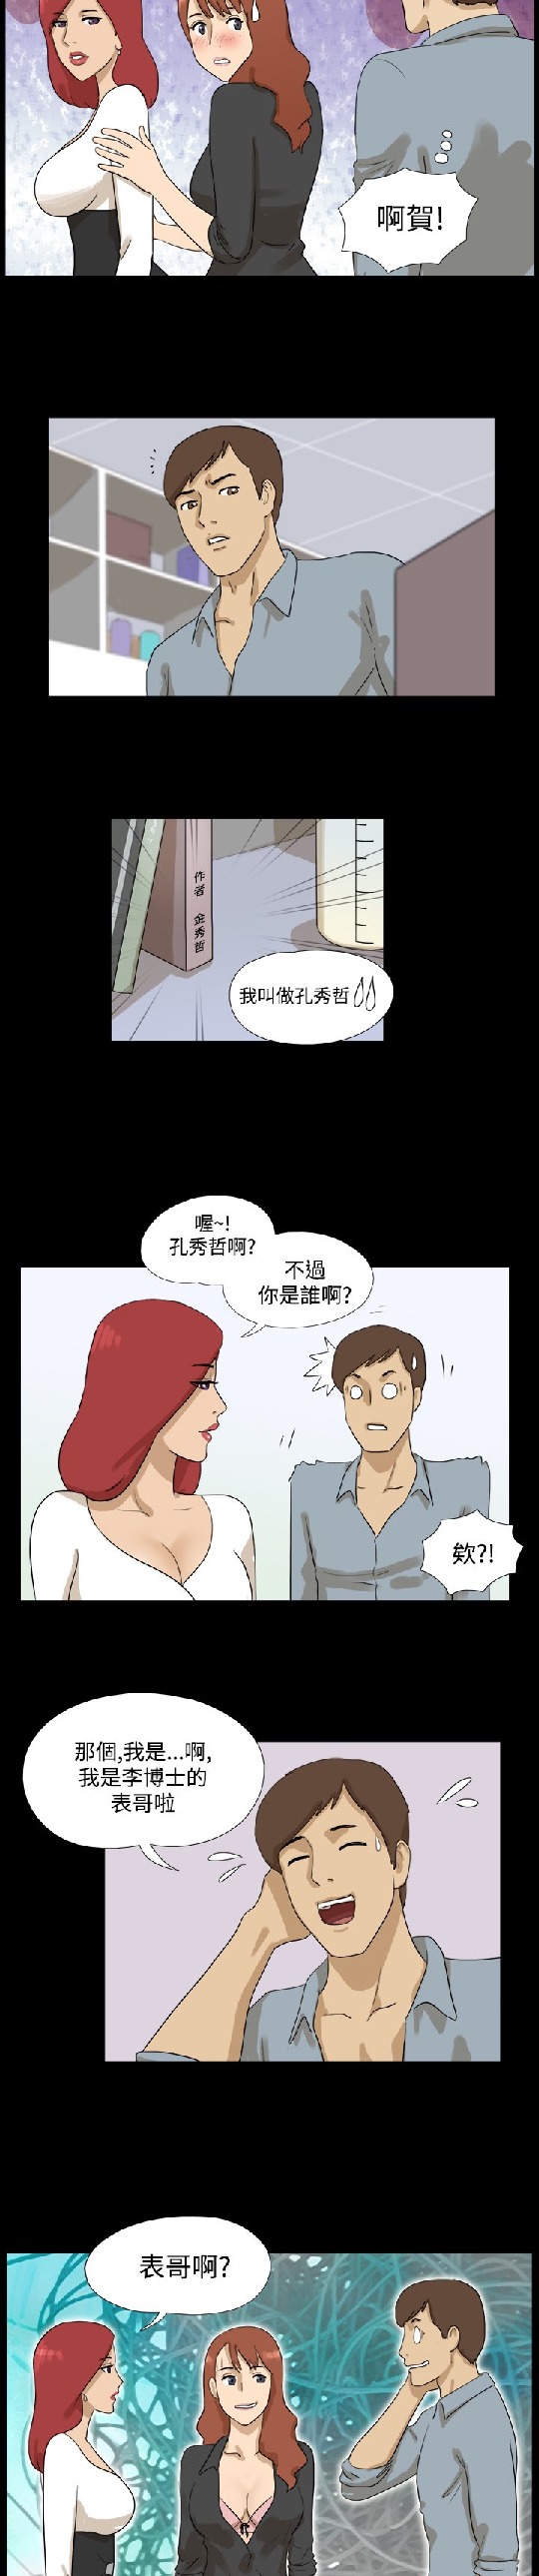 啊賀!
作者 金秀哲
我叫做孔秀哲
喔~!
孔秀哲啊?
不過
你是誰啊?
欸?!
那個,我是...啊,
我是李博士的
表哥啦
表哥啊?